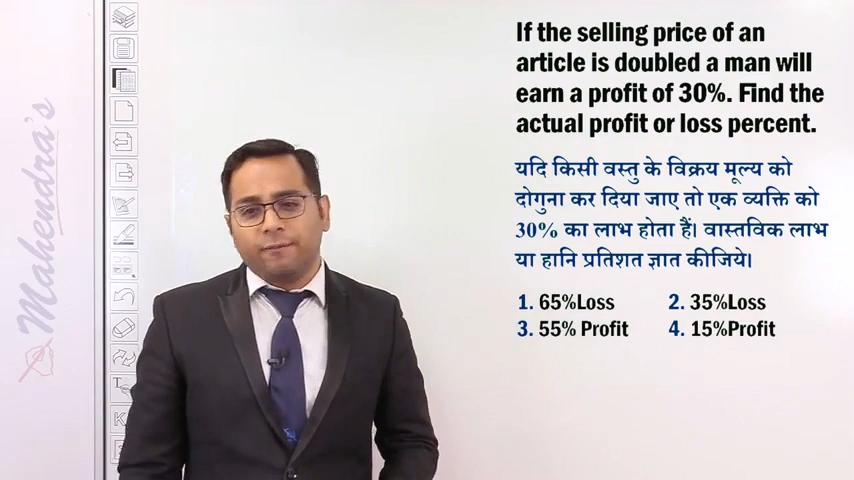 Mahendra's
If the selling price of an
article is doubled a man will
earn a profit of 30%. Find the
actual profit or loss percent.
यदि किसी वस्तु के विक्रय मूल्य को
दोगुना कर दिया जाए तो एक व्यक्ति को
30% का लाभ होता हैं। वास्तविक लाभ
या हानि प्रतिशत ज्ञात कीजिये।
1. 65%Loss 2. 35%Loss
3. 55% Profit 4. 15%Profit